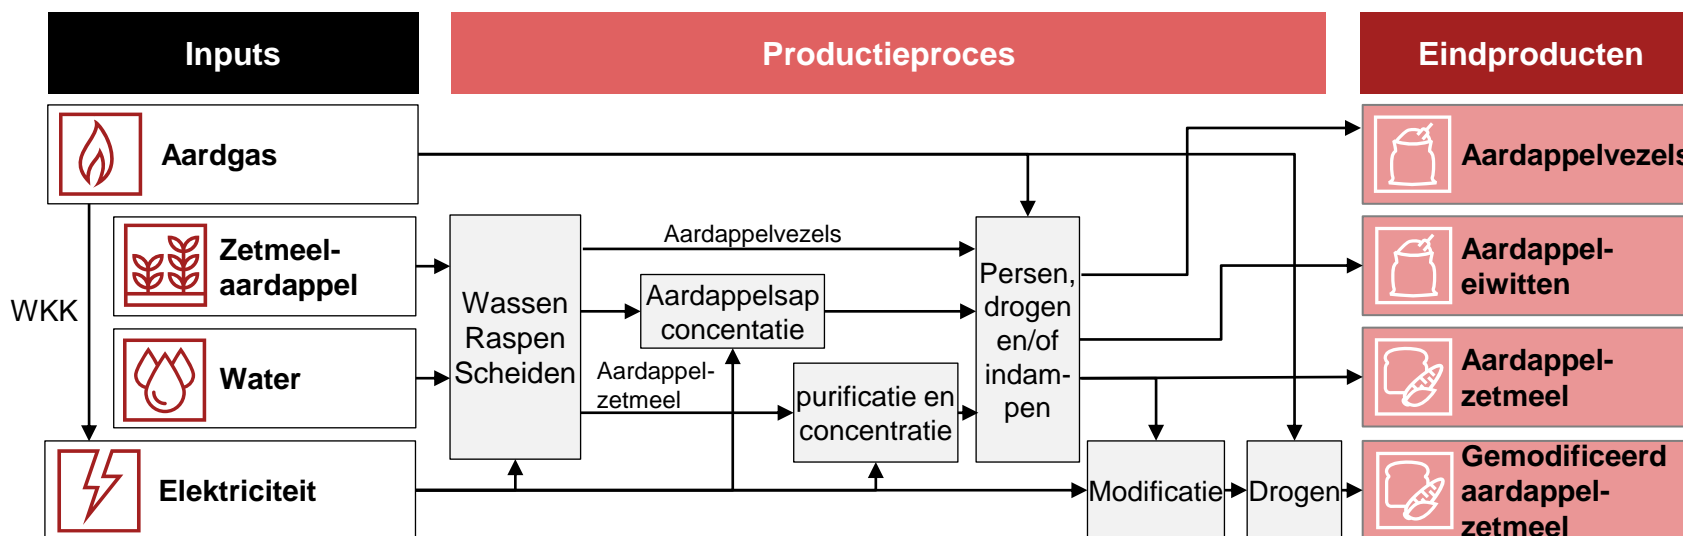 Inputs
Productieproces
Eindproducten
Aardgas
Zetmeel-
aardappel
WKK
Water
Elektriciteit
Wassen
Raspen
Scheiden
Aardappelvezels
Aardappelsap
concentatie
Aardappel-
zetmeel
purificatie en
concentratie
Persen,
drogen
en/of
indam-
pen
Modificatie
Drogen
Aardappelvezels
Aardappel-
eiwitten
Aardappel-
zetmeel
Gemodificeerd
aardappel-
zetmeel